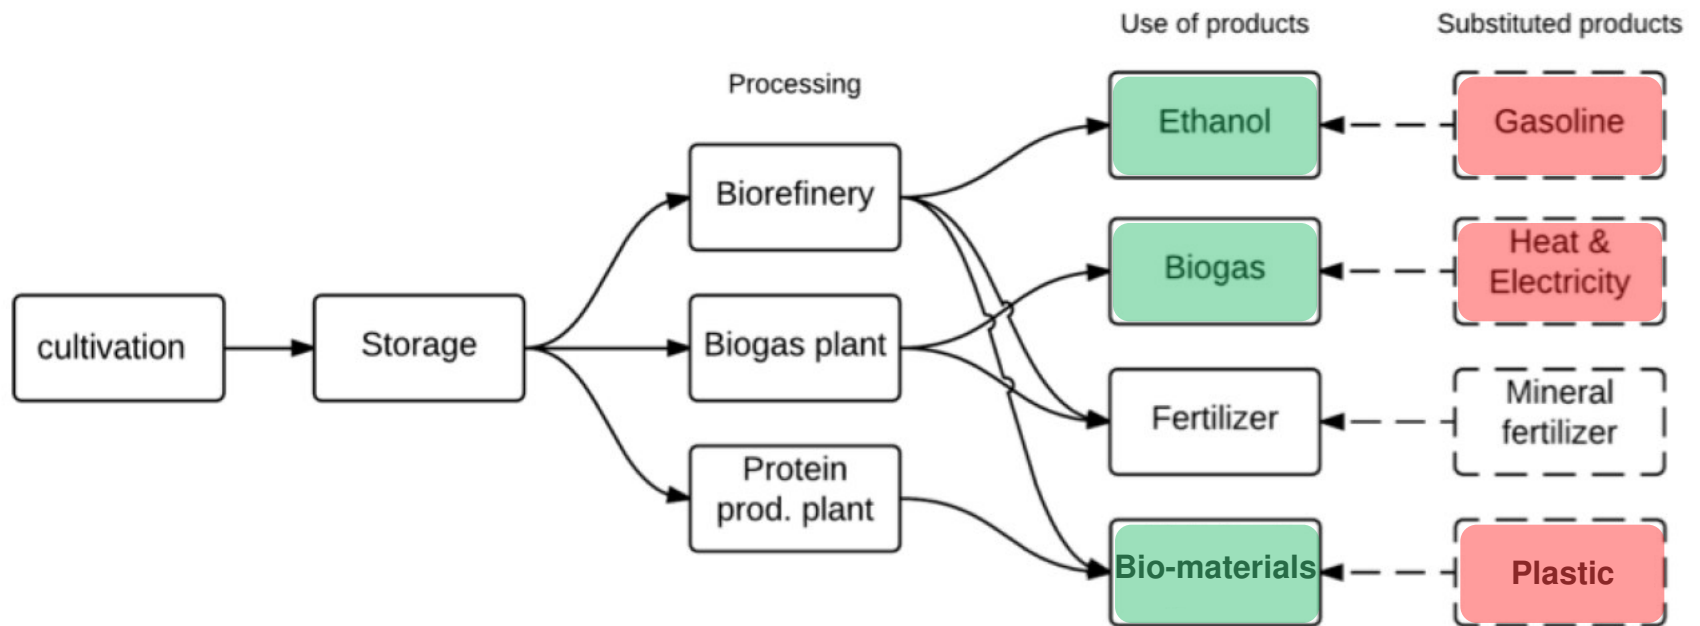 Use of products
Substituted products
Processing
Ethanol
Gasoline
Biorefinery
Biogas
Heat &
Electricity
cultivation
Storage
Biogas plant
Fertilizer
Mineral
fertilizer
Protein
prod. plant
Bio-materials
Plastic